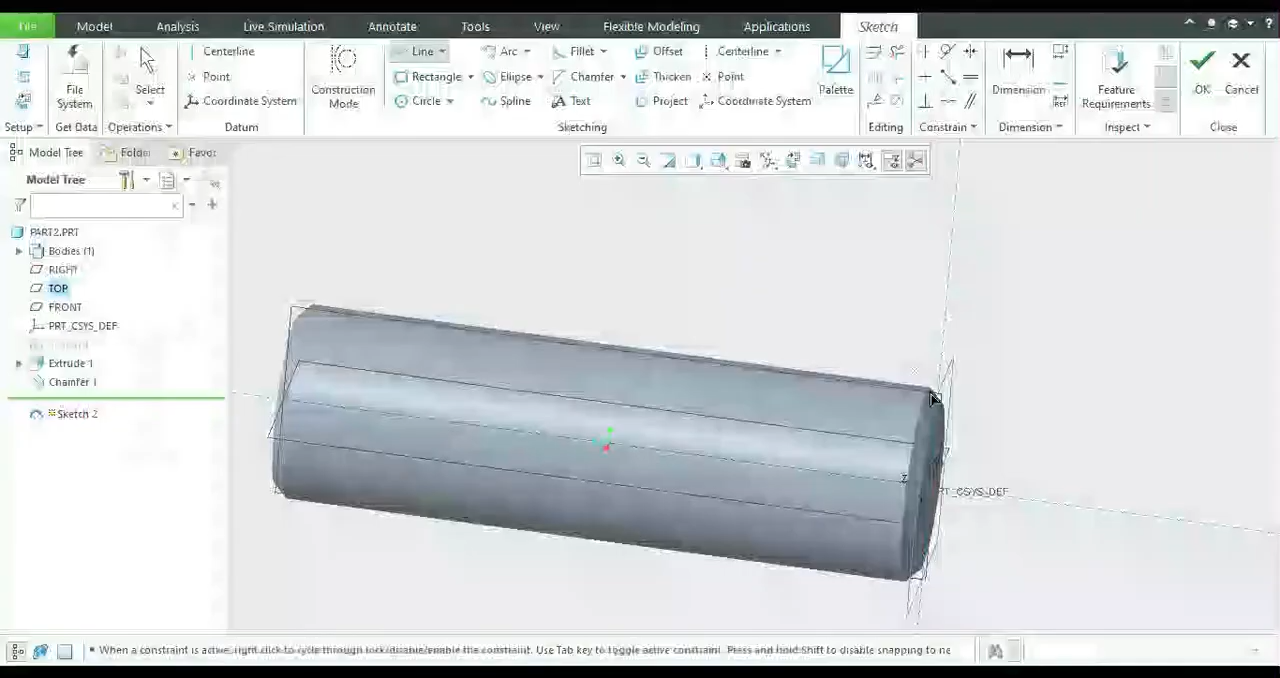 File Model Analysis Live Simulation Annotate Tools View Flexible Modeling Applications Sketch
Centerline Line Arc Fillet Offset Centerline
Select Point Rectangle Ellipse Chamfer Thicken Point
File System Coordinate System Construction Mode Circle Spline Text Project Coordinate System Palette Dimension REF Feature Requirements OK Cancel
Setup Get Data Operations Datum Sketching Editing Constrain Dimension Inspect Close
Model Tree Folder Favor
Model Tree
PART2.PRT
Bodies (1)
RIGHT
TOP
FRONT
PRT_CSYS_DEF
Extrude 1
Chamfer 1
Sketch 2
Z
PRT_CSYS_DEF
When a constraint is active, right click to cycle through lock/disable/enable the constraint. Use Tab key to toggle active constraint. Press and hold Shift to disable snapping to ne